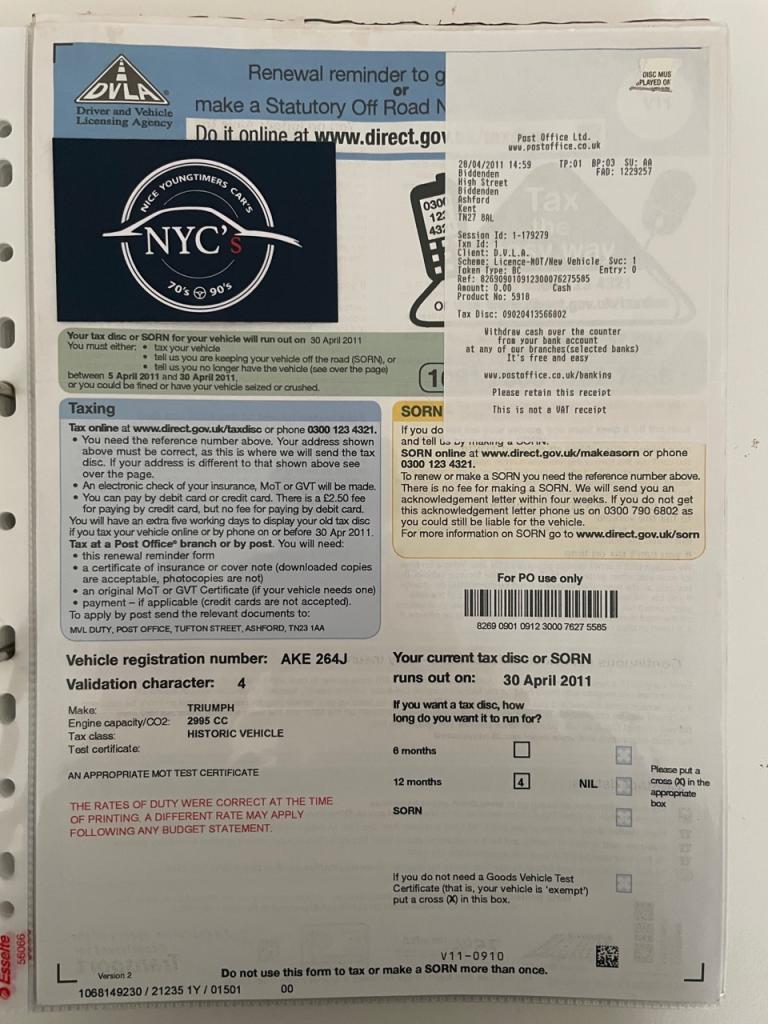 DVLA
Driver and Vehicle
Licensing Agency
Renewal reminder to g
or
make a Statutory Off Road N
Do it online at www.direct.gov
NICE YOUNGTIMERS CAR'S
NYC's
70's 90's
0300
123
432
DISC MUS
PLAYED ON
V11
Post Office Ltd.
www.postoffice.co.uk
28/04/2011 14:59 TP:01 BP:03 SU: AA
Biddenden FAD: 1229257
High Street
Biddenden
Ashford
Kent
TN27 8AL
Session Id: 1-179279
Txn Id: 1
Client: D.V.L.A.
Scheme: Licence-MOT/New Vehicle Svc: 1
Token Type: BC Entry: 0
Ref: 826909010912300076275585
Amount: 0.00 Cash
Product No: 5918
Tax Disc: 09020413566802
Withdraw cash over the counter
from your bank account
at any of our branches(selected banks)
It's free and easy
www.postoffice.co.uk/banking
Please retain this receipt
This is not a VAT receipt
Your tax disc or SORN for your vehicle will run out on 30 April 2011
You must either: • tax your vehicle
• tell us you are keeping your vehicle off the road (SORN), or
• tell us you no longer have the vehicle (see over the page)
between 5 April 2011 and 30 April 2011,
or you could be fined or have your vehicle seized or crushed.
Taxing
Tax online at www.direct.gov.uk/taxdisc or phone 0300 123 4321.
• You need the reference number above. Your address shown
above must be correct, as this is where we will send the tax
disc. If your address is different to that shown above see
over the page.
• An electronic check of your insurance, MoT or GVT will be made.
• You can pay by debit card or credit card. There is a £2.50 fee
for paying by credit card, but no fee for paying by debit card.
You will have an extra five working days to display your old tax disc
if you tax your vehicle online or by phone on or before 30 Apr 2011.
Tax at a Post Office® branch or by post. You will need:
• this renewal reminder form
• a certificate of insurance or cover note (downloaded copies
are acceptable, photocopies are not)
• an original MoT or GVT Certificate (if your vehicle needs one)
• payment – if applicable (credit cards are not accepted).
To apply by post send the relevant documents to:
MVL DUTY, POST OFFICE, TUFTON STREET, ASHFORD, TN23 1AA
SORN
If you do
and tell us by making a SORN.
SORN online at www.direct.gov.uk/makeasorn or phone
0300 123 4321.
To renew or make a SORN you need the reference number above.
There is no fee for making a SORN. We will send you an
acknowledgement letter within four weeks. If you do not get
this acknowledgement letter phone us on 0300 790 6802 as
you could still be liable for the vehicle.
For more information on SORN go to www.direct.gov.uk/sorn
For PO use only
8269 0901 0912 3000 7627 5585
Vehicle registration number: AKE 264J
Validation character: 4
Make: TRIUMPH
Engine capacity/CO2: 2995 CC
Tax class: HISTORIC VEHICLE
Test certificate:
AN APPROPRIATE MOT TEST CERTIFICATE
THE RATES OF DUTY WERE CORRECT AT THE TIME
OF PRINTING. A DIFFERENT RATE MAY APPLY
FOLLOWING ANY BUDGET STATEMENT.
Your current tax disc or SORN
runs out on: 30 April 2011
If you want a tax disc, how
long do you want it to run for?
6 months
12 months 4 NIL
SORN
Please put a
cross (X) in the
appropriate
box
If you do not need a Goods Vehicle Test
Certificate (that is, your vehicle is 'exempt')
put a cross (X) in this box.
V11-0910
Version 2
Do not use this form to tax or make a SORN more than once.
1068149230 / 21235 1Y / 01501 00
Esselte
56066